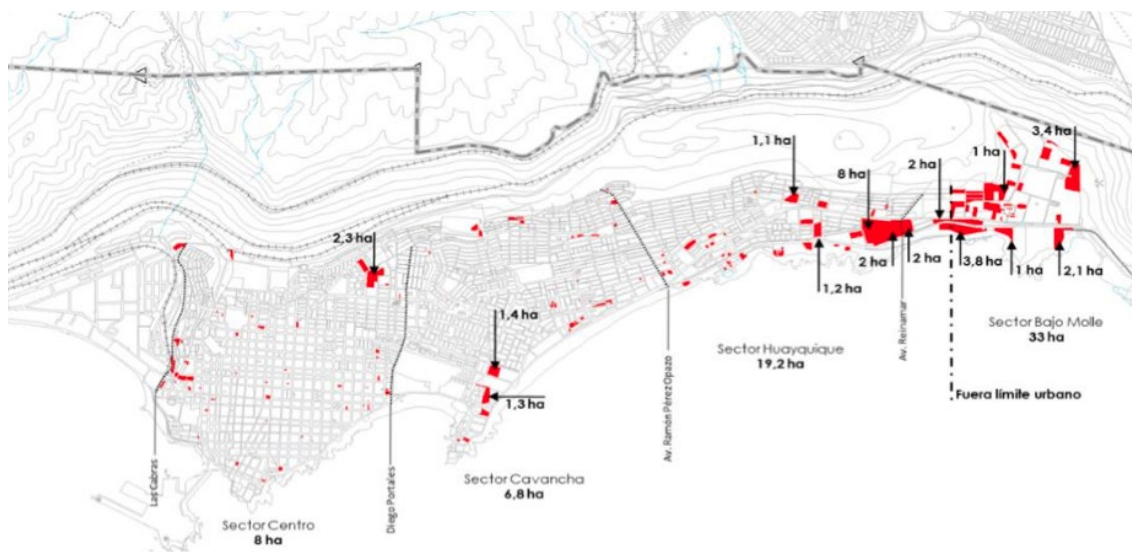 3,4 ha
1,1 ha
1 ha
2 ha
8 ha
2,3 ha
2 ha
2 ha
3,8 ha
1 ha
2,1 ha
1,2 ha
1,4 ha
Sector Bajo Molle
33 ha
Sector Huayquique
19,2 ha
Av. Reinamar
Av. Ramón Pérez Opazo
Fuera límite urbano
1,3 ha
Sector Cavancha
6,8 ha
Las Cabras
Diego Portales
Sector Centro
8 ha